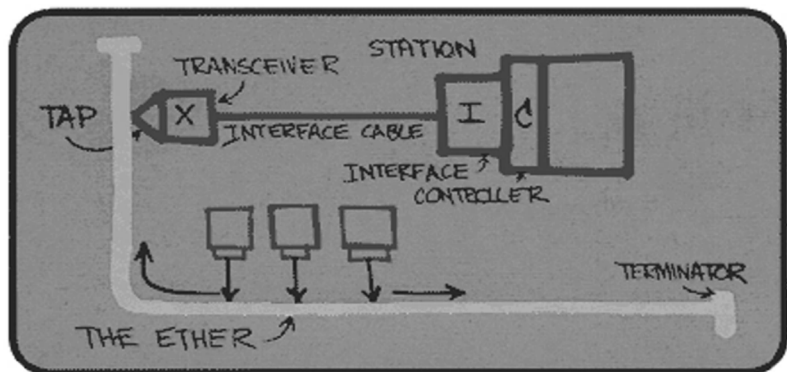 STATION
TRANSCEIVER
TAP
X
I
C
INTERFACE CABLE
INTERFACE
CONTROLLER
TERMINATOR
THE ETHER